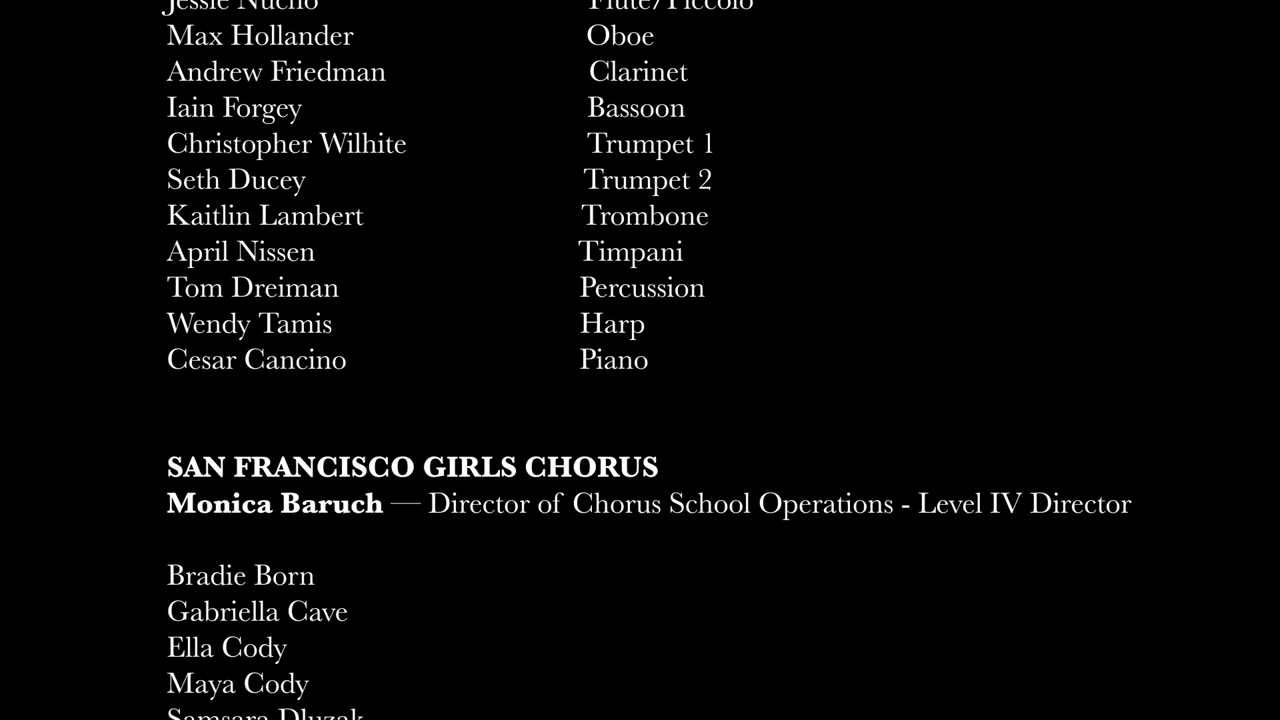 Jessie Nucho Flute/Piccolo
Max Hollander Oboe
Andrew Friedman Clarinet
Iain Forgey Bassoon
Christopher Wilhite Trumpet 1
Seth Ducey Trumpet 2
Kaitlin Lambert Trombone
April Nissen Timpani
Tom Dreiman Percussion
Wendy Tamis Harp
Cesar Cancino Piano
SAN FRANCISCO GIRLS CHORUS
Monica Baruch — Director of Chorus School Operations - Level IV Director
Bradie Born
Gabriella Cave
Ella Cody
Maya Cody
Samsara Dluzak